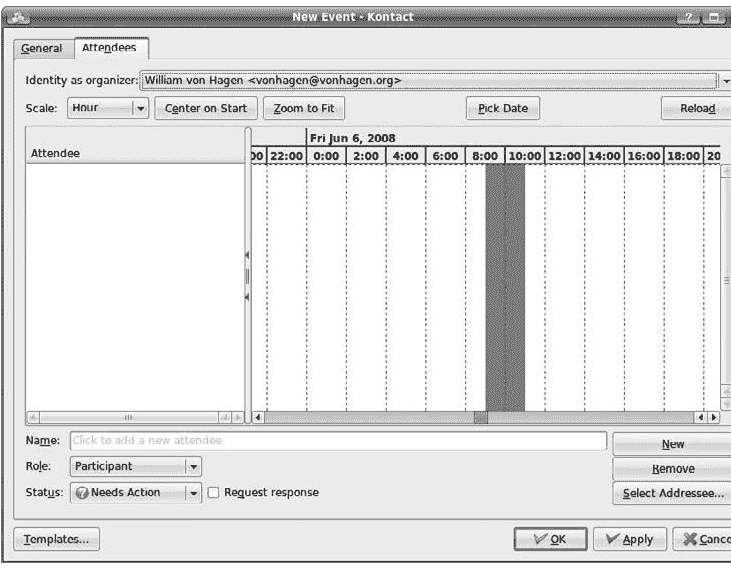 New Event - Kontact
General Attendees
Identity as organizer: William von Hagen <vonhagen@vonhagen.org>
Scale: Hour Center on Start Zoom to Fit Pick Date Reload
Fri Jun 6, 2008
Attendee
00 22:00 0:00 2:00 4:00 6:00 8:00 10:00 12:00 14:00 16:00 18:00 20
Name: Click to add a new attendee New
Role: Participant Remove
Status: Needs Action Request response Select Addressee...
Templates... OK Apply Cance